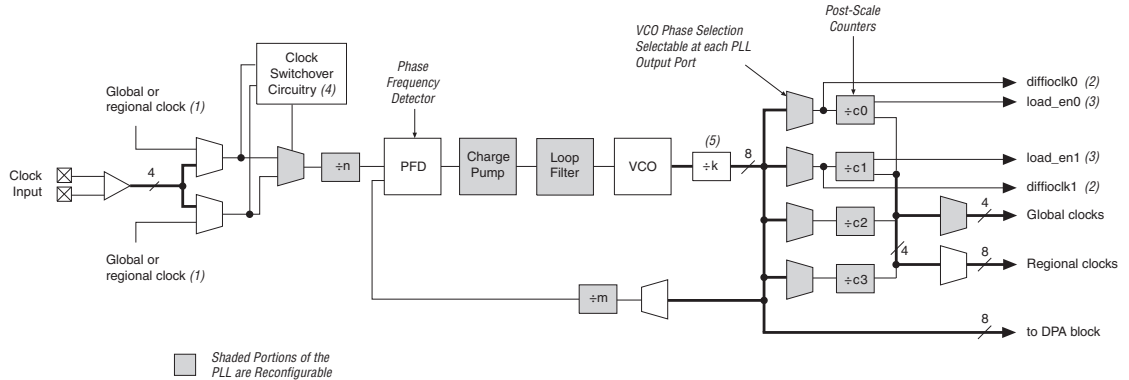 Post-Scale
Counters
VCO Phase Selection
Selectable at each PLL
Output Port
Clock
Switchover
Circuitry (4)
Phase
Frequency
Detector
Global or
regional clock (1)
diffioclk0 (2)
load_en0 (3)
÷c0
(5)
Clock
Input
4
÷n
PFD
Charge
Pump
Loop
Filter
VCO
÷k
8
÷c1
load_en1 (3)
diffioclk1 (2)
÷c2
4
Global clocks
4
8
Regional clocks
÷c3
Global or
regional clock (1)
÷m
8
to DPA block
Shaded Portions of the
PLL are Reconfigurable